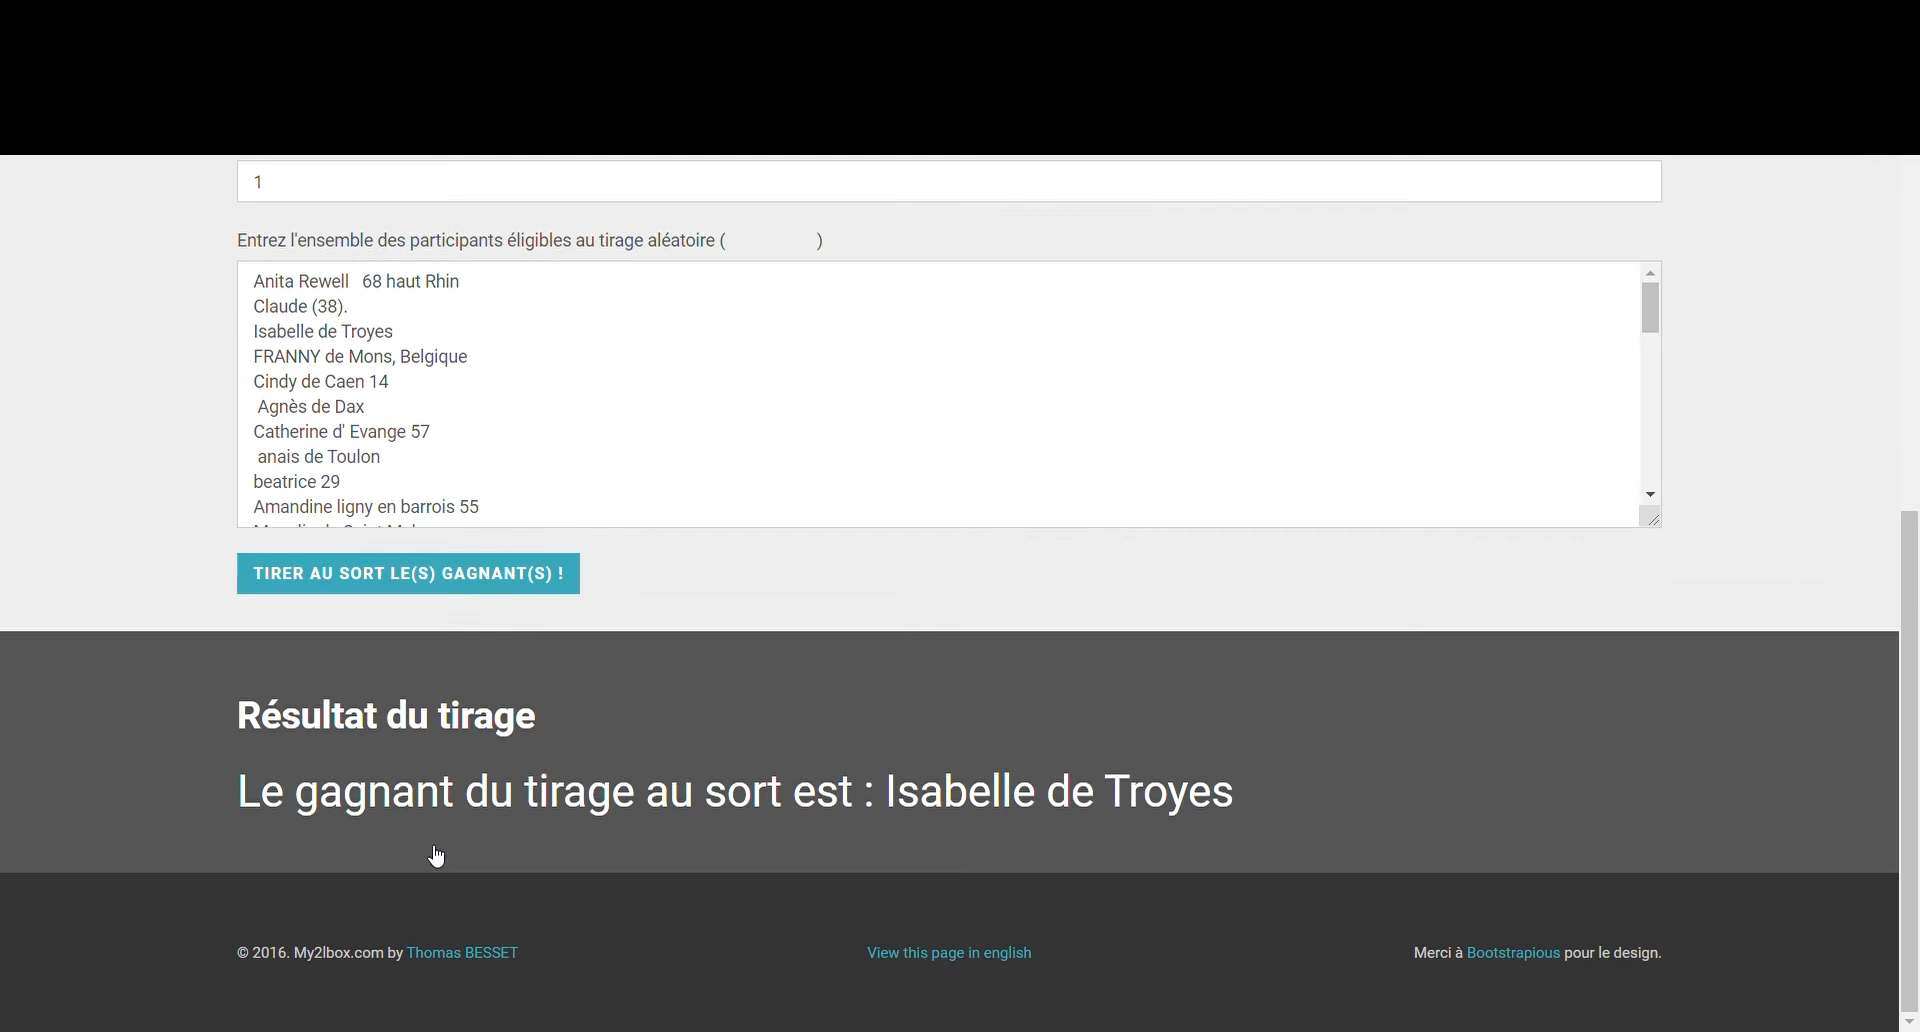 1
Entrez l'ensemble des participants éligibles au tirage aléatoire ( )
Anita Rewell 68 haut Rhin
Claude (38).
Isabelle de Troyes
FRANNY de Mons, Belgique
Cindy de Caen 14
Agnès de Dax
Catherine d' Evange 57
anais de Toulon
beatrice 29
Amandine ligny en barrois 55
TIRER AU SORT LE(S) GAGNANT(S) !
Résultat du tirage
Le gagnant du tirage au sort est : Isabelle de Troyes
© 2016. My2lbox.com by Thomas BESSET
View this page in english
Merci à Bootstrapious pour le design.